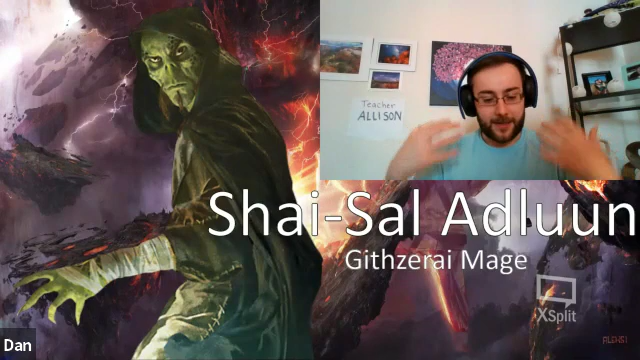 Teacher
ALLISON
Shai-Sal Adluun
Githzerai Mage
XSplit
Dan